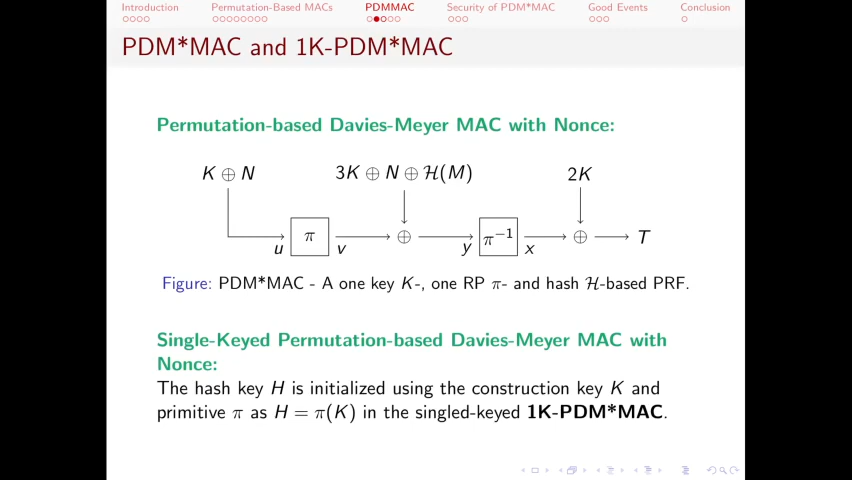 Introduction Permutation-Based MACs PDMMAC Security of PDM*MAC Good Events Conclusion
PDM*MAC and 1K-PDM*MAC
Permutation-based Davies-Meyer MAC with Nonce:
K ⊕ N 3K ⊕ N ⊕ ℋ(M) 2K
u π v ⊕ y π⁻¹ x ⊕ T
Figure: PDM*MAC - A one key K-, one RP π- and hash ℋ-based PRF.
Single-Keyed Permutation-based Davies-Meyer MAC with
Nonce:
The hash key H is initialized using the construction key K and
primitive π as H = π(K) in the singled-keyed 1K-PDM*MAC.